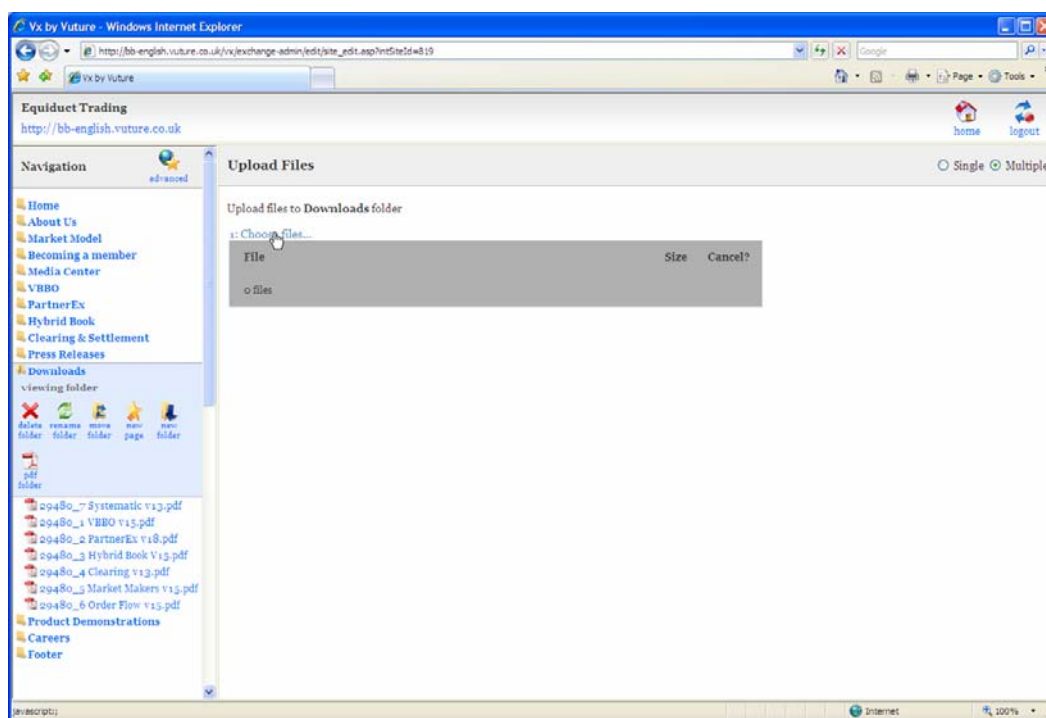 Vx by Vuture - Windows Internet Explorer
http://bb-english.vuture.co.uk/vx/exchange-admin/edit/site_edit.asp?intSiteId=819
Google
Vx by Vuture
Page
Tools
Equiduct Trading
http://bb-english.vuture.co.uk
home
logout
Navigation
advanced
Upload Files
Single
Multiple
Home
About Us
Market Model
Becoming a member
Media Center
VBBO
PartnerEx
Hybrid Book
Clearing & Settlement
Press Releases
Downloads
viewing folder
delete folder
rename folder
move folder
new page
new folder
pdf folder
29480_7 Systematic v13.pdf
29480_1 VBBO v15.pdf
29480_2 PartnerEx v18.pdf
29480_3 Hybrid Book V15.pdf
29480_4 Clearing v13.pdf
29480_5 Market Makers v15.pdf
29480_6 Order Flow v15.pdf
Product Demonstrations
Careers
Footer
Upload files to Downloads folder
1: Choose files...
File Size Cancel?
0 files
javascript:;
Internet
100%